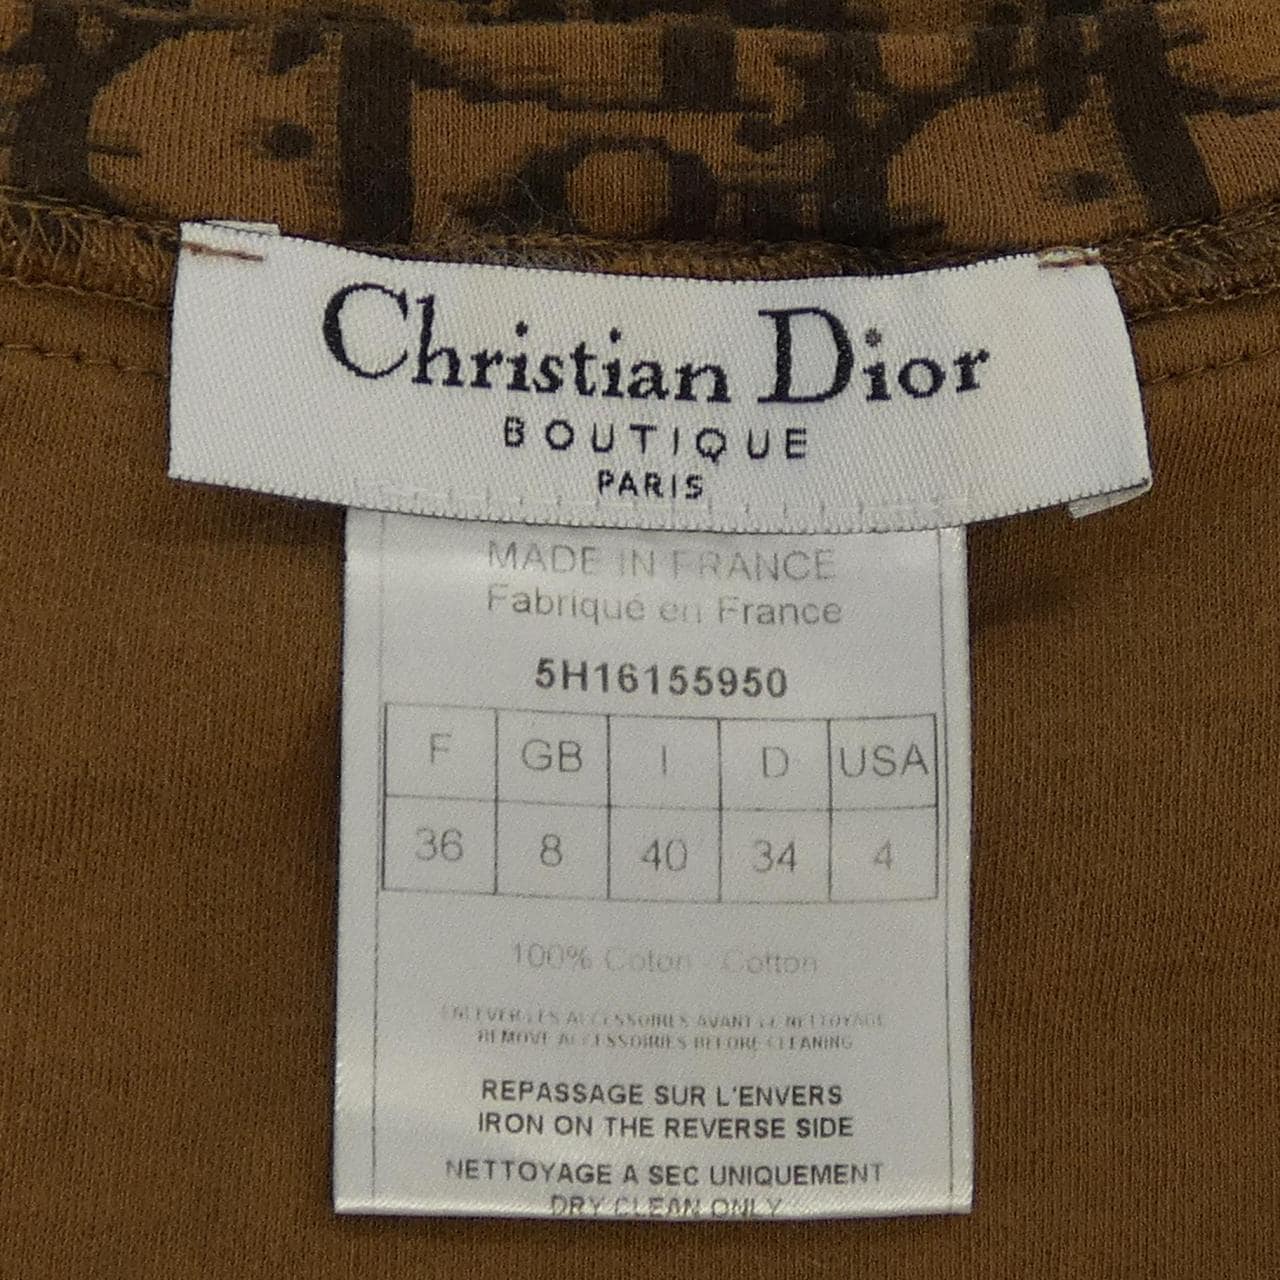 Christian Dior
BOUTIQUE
PARIS
MADE IN FRANCE
Fabriqué en France
5H16155950
F GB I D USA
36 8 40 34 4
100% Coton - Cotton
ENLEVER LES ACCESSOIRES AVANT LE NETTOYAGE
REMOVE ACCESSOIRIES BEFORE CLEANING
REPASSAGE SUR L'ENVERS
IRON ON THE REVERSE SIDE
NETTOYAGE A SEC UNIQUEMENT
DRY CLEAN ONLY